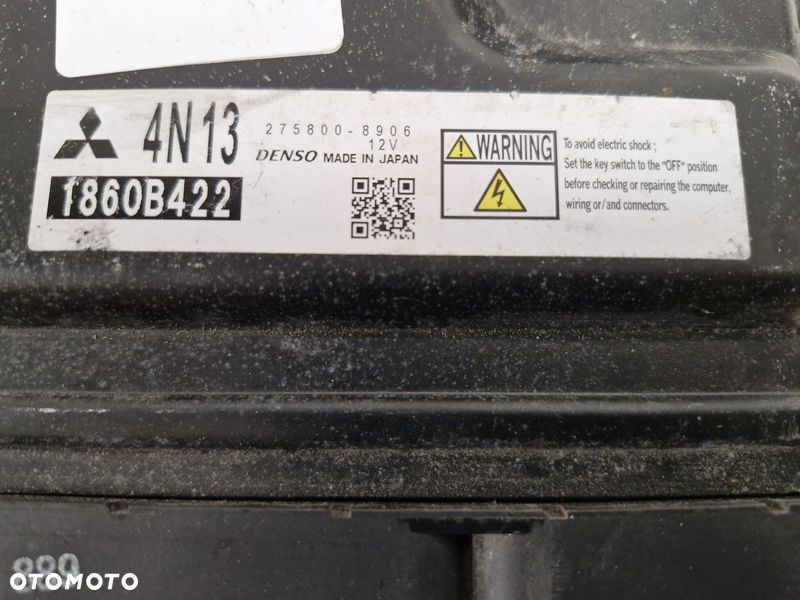 4N13
275800-8906
12V
DENSO MADE IN JAPAN
1860B422
WARNING
To avoid electric shock ;
Set the key switch to the "OFF" position
before checking or repairing the computer,
wiring or/and connectors.
OTOMOTO